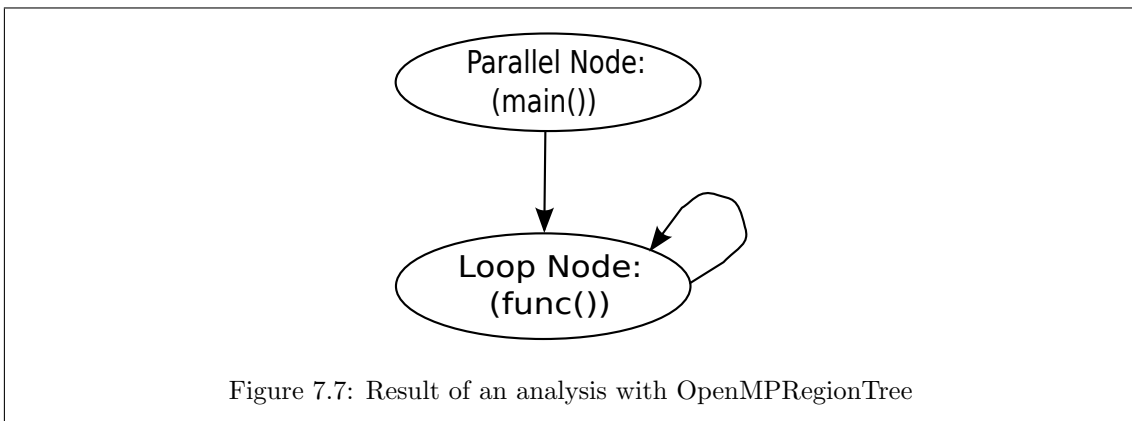 Parallel Node:
(main())
Loop Node:
(func())
Figure 7.7: Result of an analysis with OpenMPRegionTree